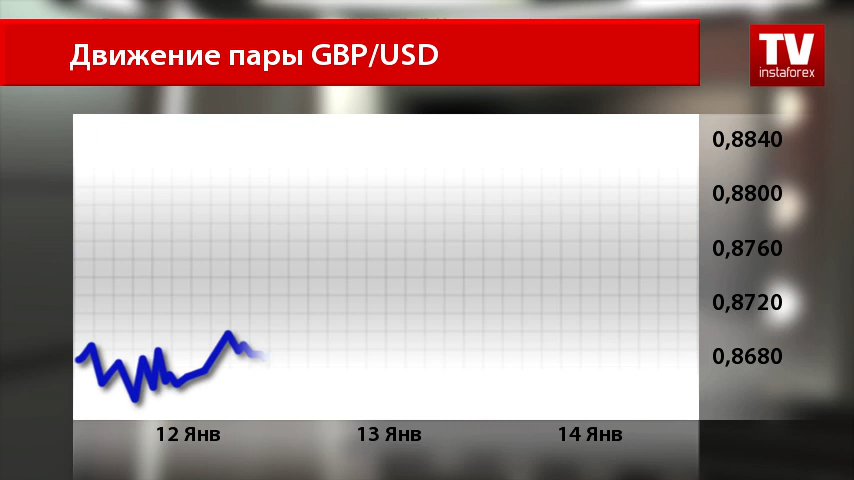 Движение пары GBP/USD
TV
instaforex
0,8840
0,8800
0,8760
0,8720
0,8680
12 Янв
13 Янв
14 Янв